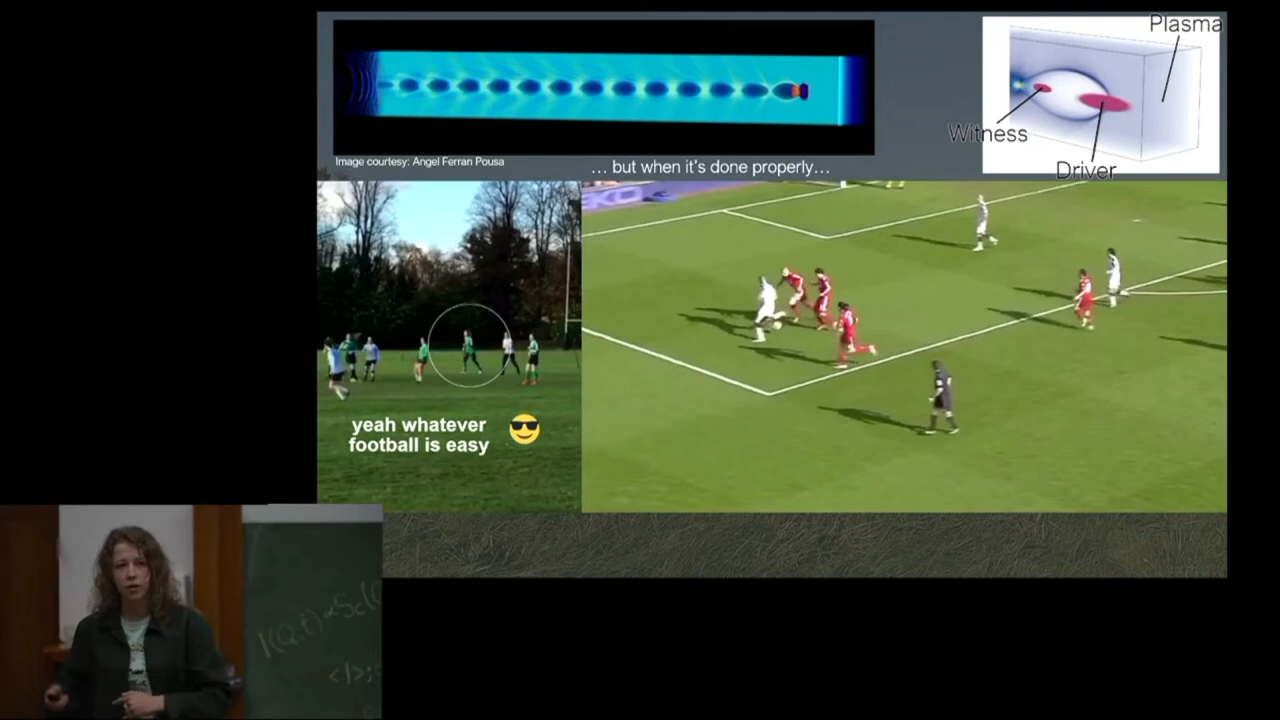 Plasma
Witness
Driver
Image courtesy: Angel Ferran Pousa
... but when it's done properly...
yeah whatever
football is easy